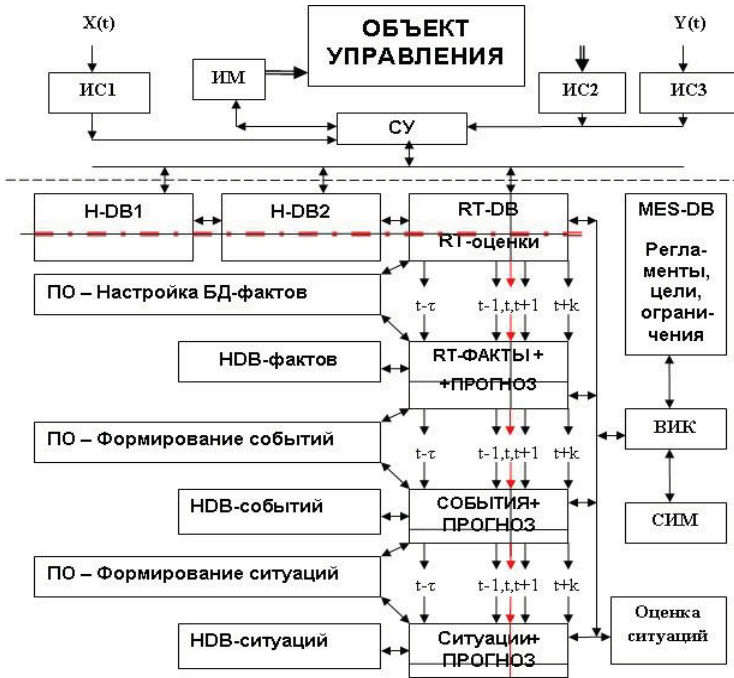 X(t)
ОБЪЕКТ
УПРАВЛЕНИЯ
Y(t)
ИС1
ИМ
ИС2
ИС3
СУ
H-DB1
H-DB2
RT-DB
RT-оценки
MES-DB
Регла-
менты,
цели,
ограни-
чения
ПО – Настройка БД-фактов
t-τ
t-1,t,t+1
t+k
HDB-фактов
RT-ФАКТЫ +
+ПРОГНОЗ
ПО – Формирование событий
t-τ
t-1,t,t+1
t+k
ВИК
HDB-событий
СОБЫТИЯ+
ПРОГНОЗ
СИМ
ПО – Формирование ситуаций
t-τ
t-1,t,t+1
t+k
HDB-ситуаций
Ситуации+
ПРОГНОЗ
Оценка
ситуаций